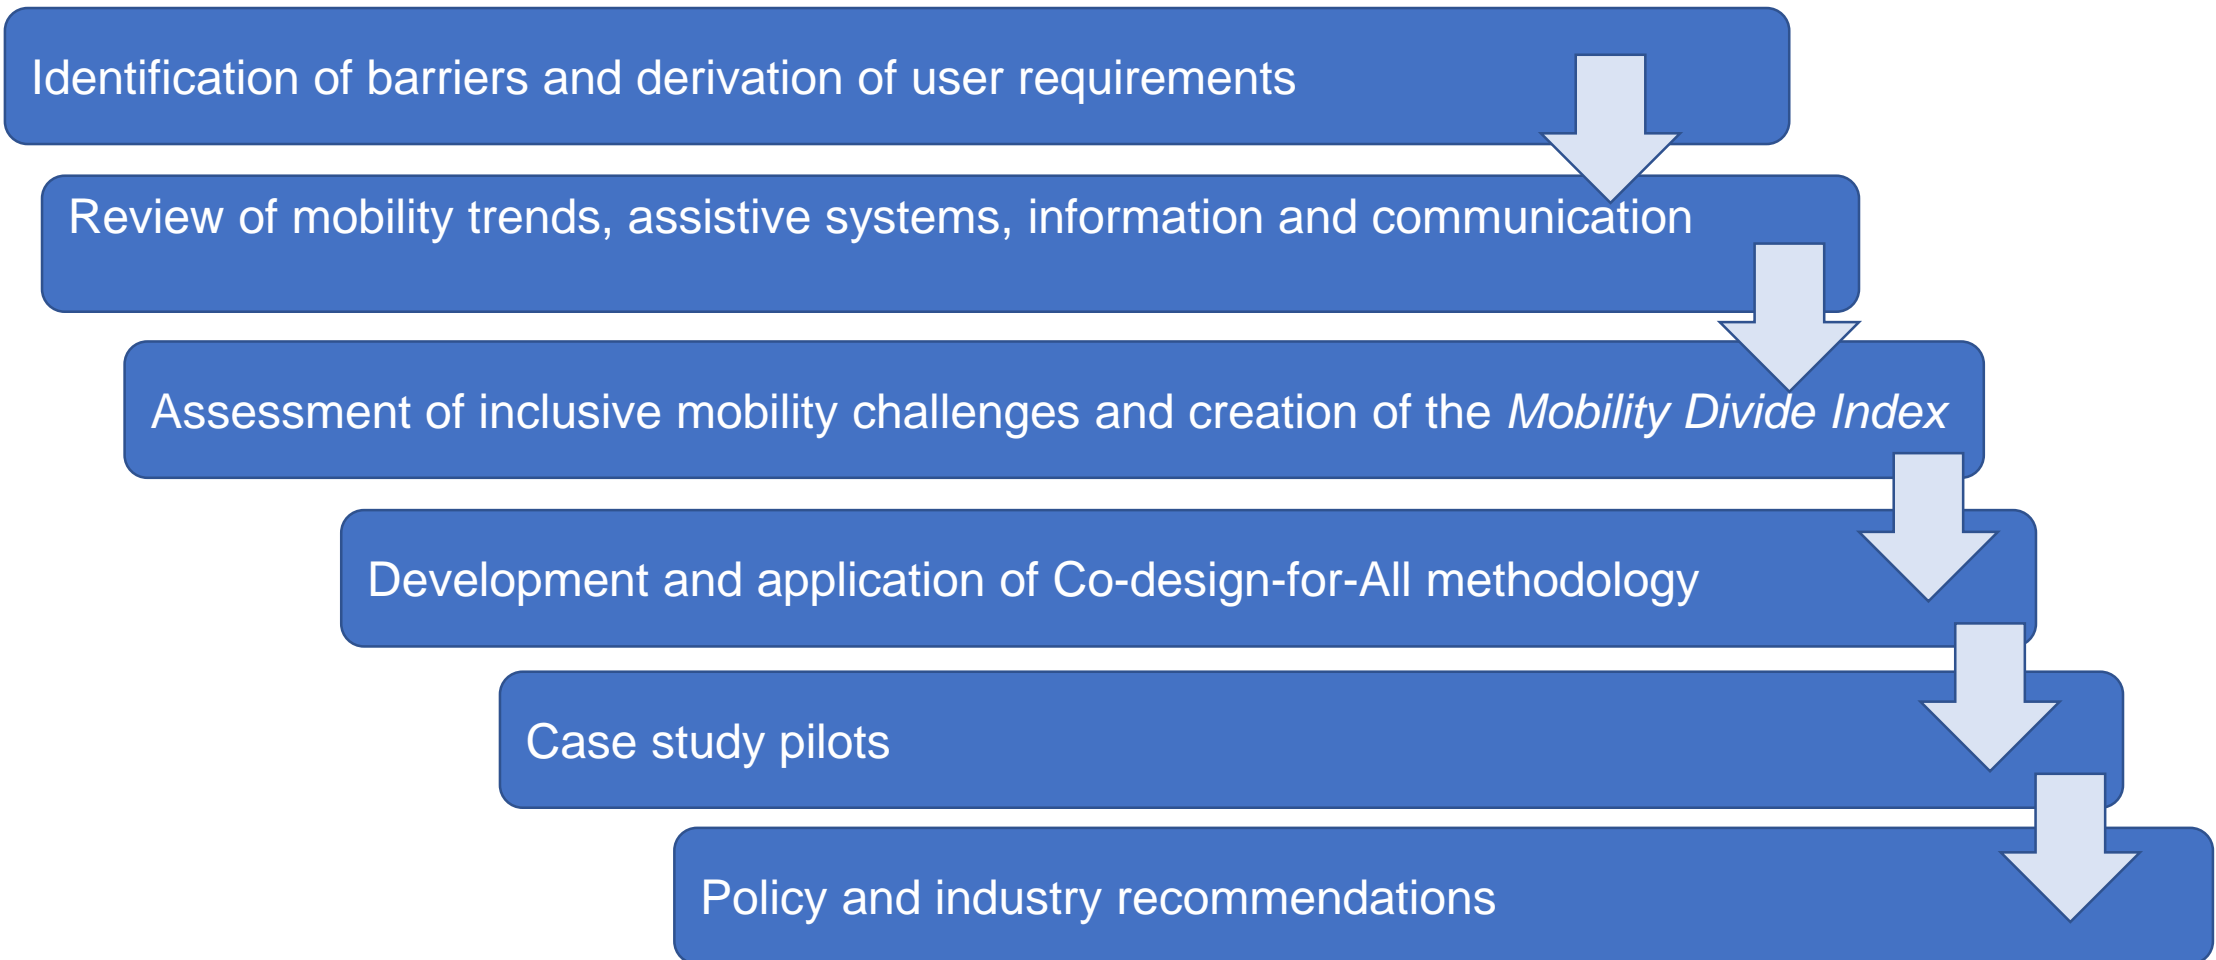 Identification of barriers and derivation of user requirements
Review of mobility trends, assistive systems, information and communication
Assessment of inclusive mobility challenges and creation of the Mobility Divide Index
Development and application of Co-design-for-All methodology
Case study pilots
Policy and industry recommendations